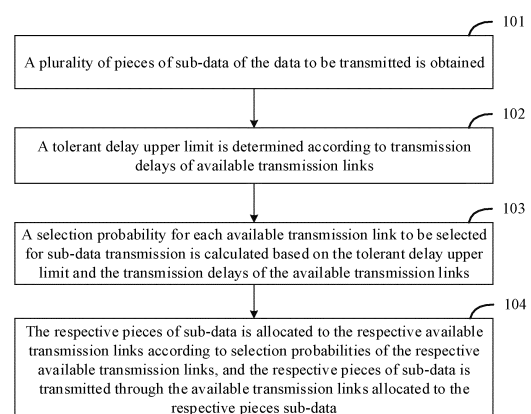 101
A plurality of pieces of sub-data of the data to be transmitted is obtained
102
A tolerant delay upper limit is determined according to transmission
delays of available transmission links
103
A selection probability for each available transmission link to be selected
for sub-data transmission is calculated based on the tolerant delay upper
limit and the transmission delays of the available transmission links
104
The respective pieces of sub-data is allocated to the respective available
transmission links according to selection probabilities of the respective
available transmission links, and the respective pieces of sub-data is
transmitted through the available transmission links allocated to the
respective pieces sub-data